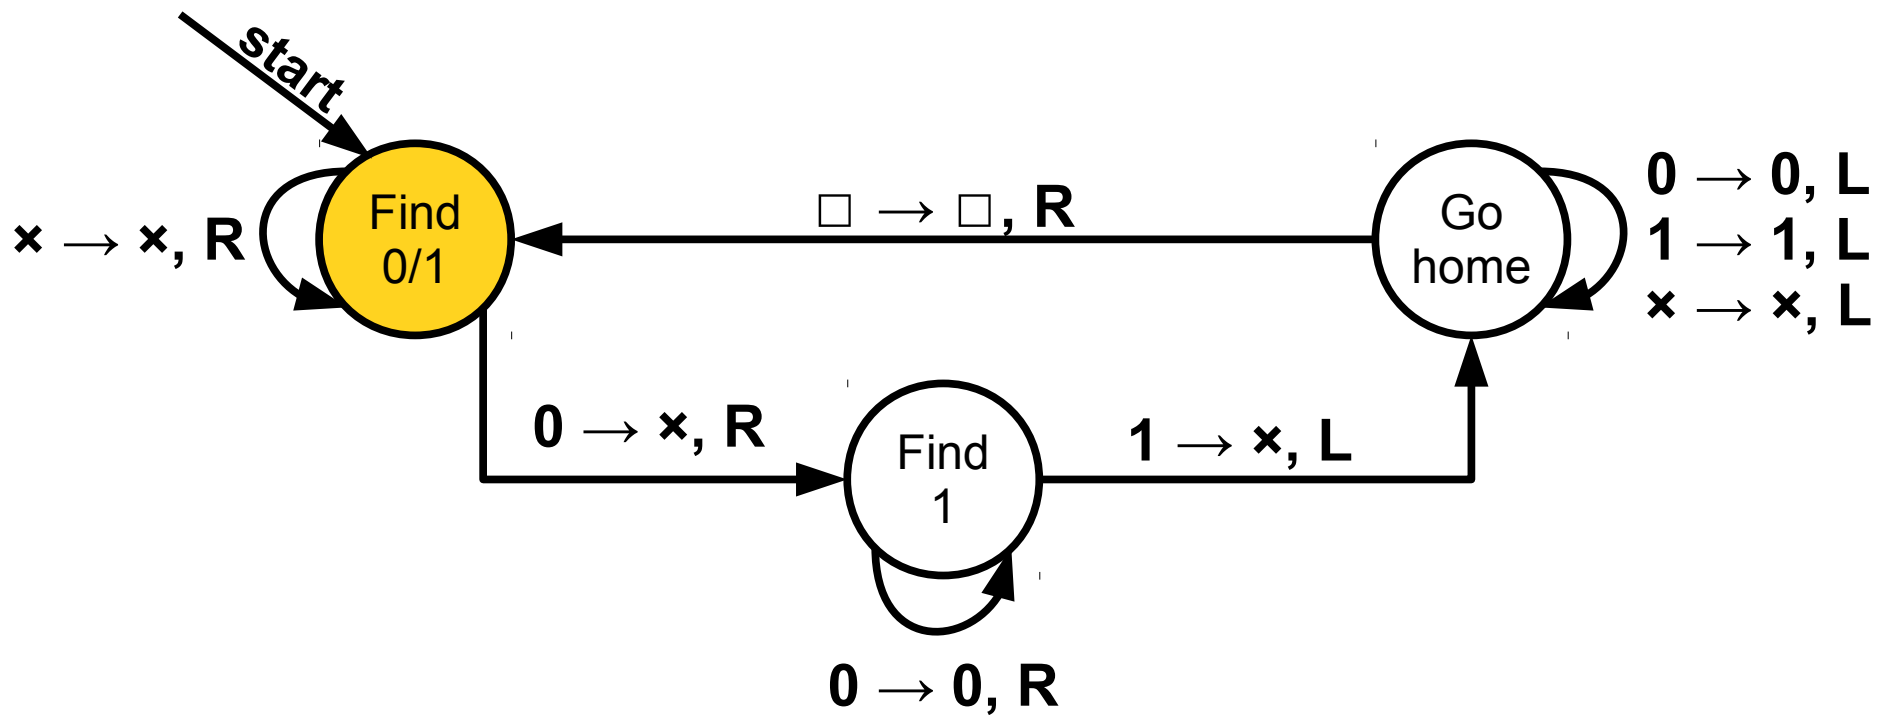 start
Find
0/1
× → ×, R
□ → □, R
Go
home
0 → 0, L
1 → 1, L
× → ×, L
0 → ×, R
Find
1
1 → ×, L
0 → 0, R